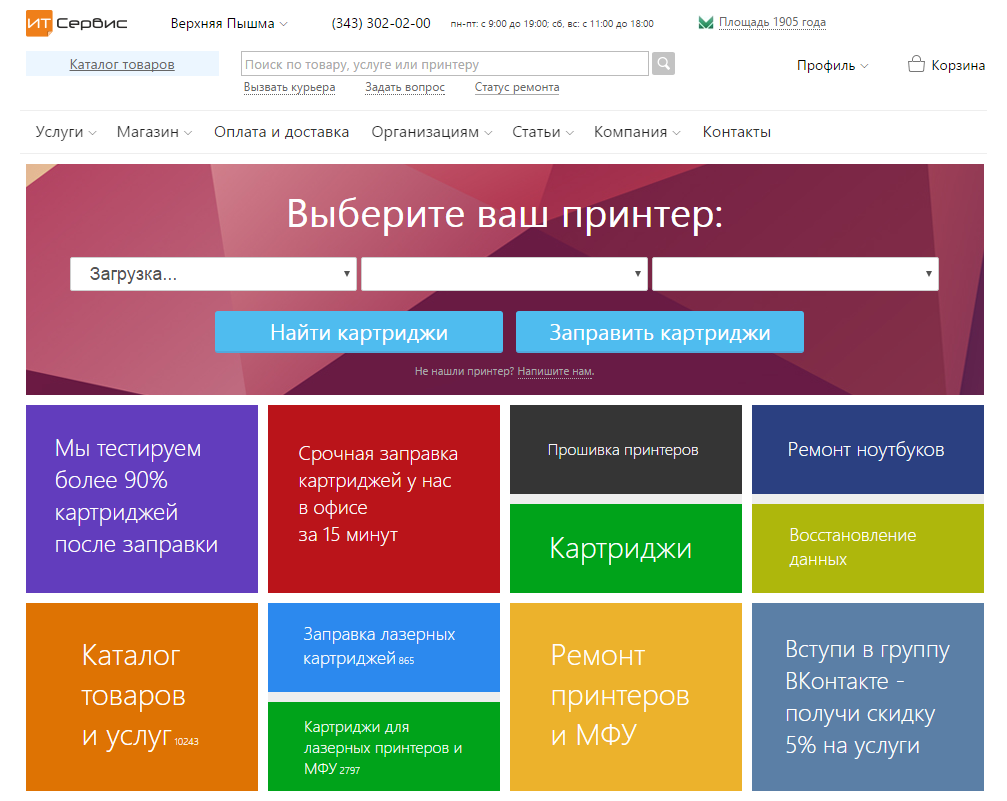 ИТ Сервис
Верхняя Пышма
(343) 302-02-00
пн-пт: с 9:00 до 19:00; сб, вс: с 11:00 до 18:00
Площадь 1905 года
Каталог товаров
Поиск по товару, услуге или принтеру
Профиль
Корзина
Вызвать курьера
Задать вопрос
Статус ремонта
Услуги
Магазин
Оплата и доставка
Организациям
Статьи
Компания
Контакты
Выберите ваш принтер:
Загрузка...
Найти картриджи
Заправить картриджи
Не нашли принтер? Напишите нам.
Мы тестируем
более 90%
картриджей
после заправки
Срочная заправка
картриджей у нас
в офисе
за 15 минут
Прошивка принтеров
Картриджи
Ремонт ноутбуков
Восстановление
данных
Каталог
товаров
и услуг 10243
Заправка лазерных
картриджей 865
Картриджи для
лазерных принтеров и
МФУ 2797
Ремонт
принтеров
и МФУ
Вступи в группу
ВКонтакте -
получи скидку
5% на услуги